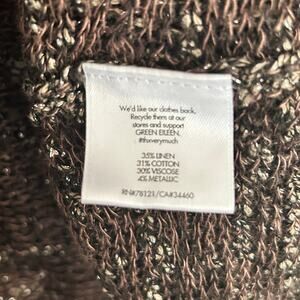 We'd like our clothes back.
Recycle them at our
stores and support
GREEN EILEEN.
#thxverymuch
35% LINEN
31% COTTON
30% VISCOSE
4% METALLIC
RN#78121/CA#34460